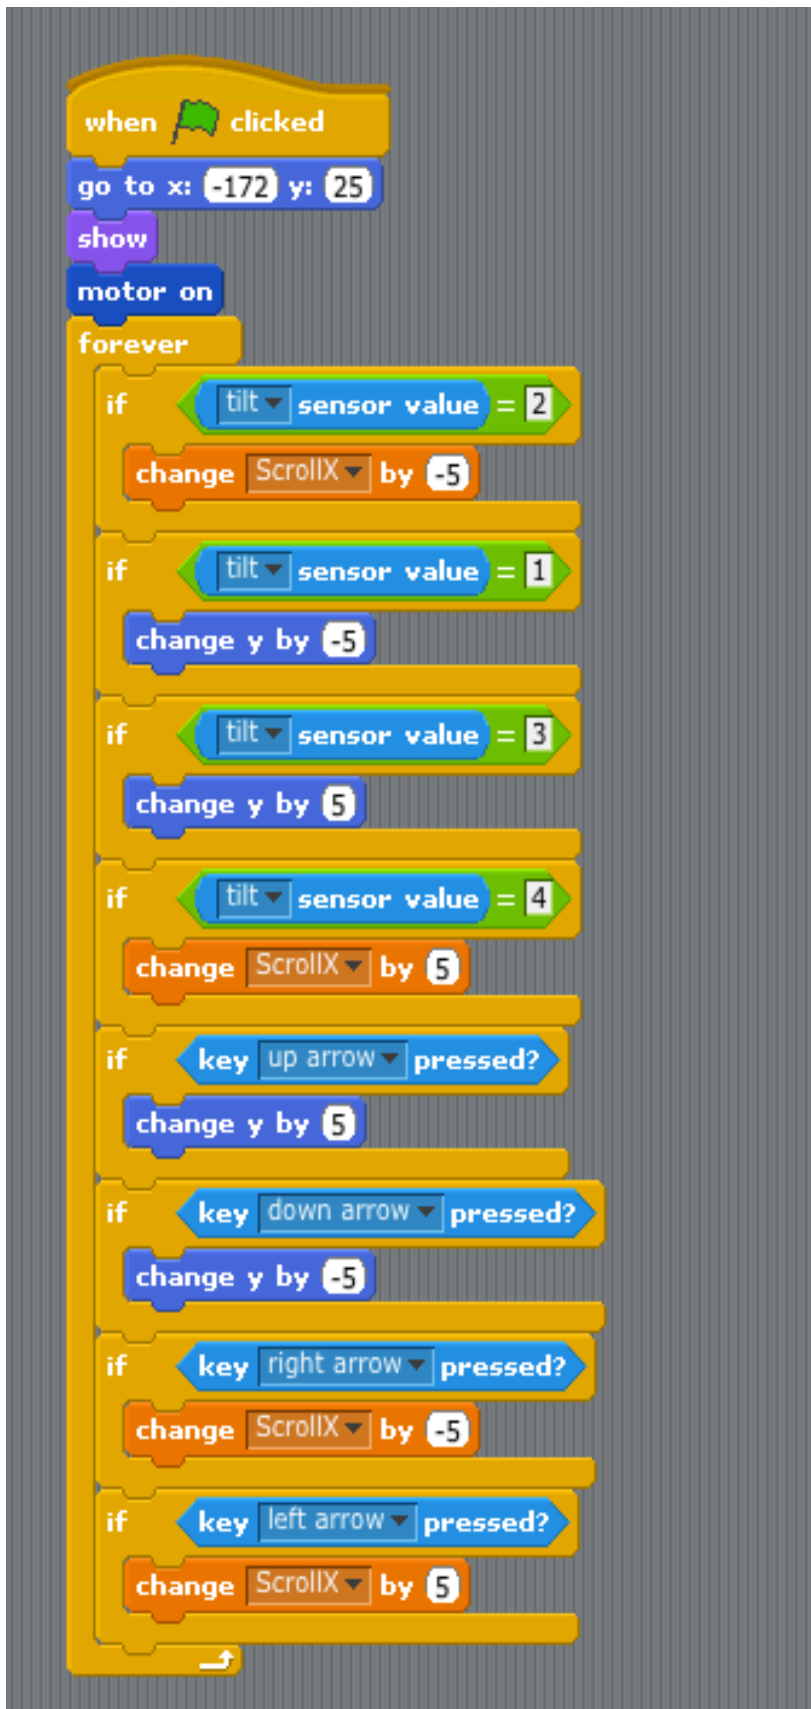 when clicked
go to x: -172 y: 25
show
motor on
forever
if tilt sensor value = 2
change ScrollX by -5
if tilt sensor value = 1
change y by -5
if tilt sensor value = 3
change y by 5
if tilt sensor value = 4
change ScrollX by 5
if key up arrow pressed?
change y by 5
if key down arrow pressed?
change y by -5
if key right arrow pressed?
change ScrollX by -5
if key left arrow pressed?
change ScrollX by 5